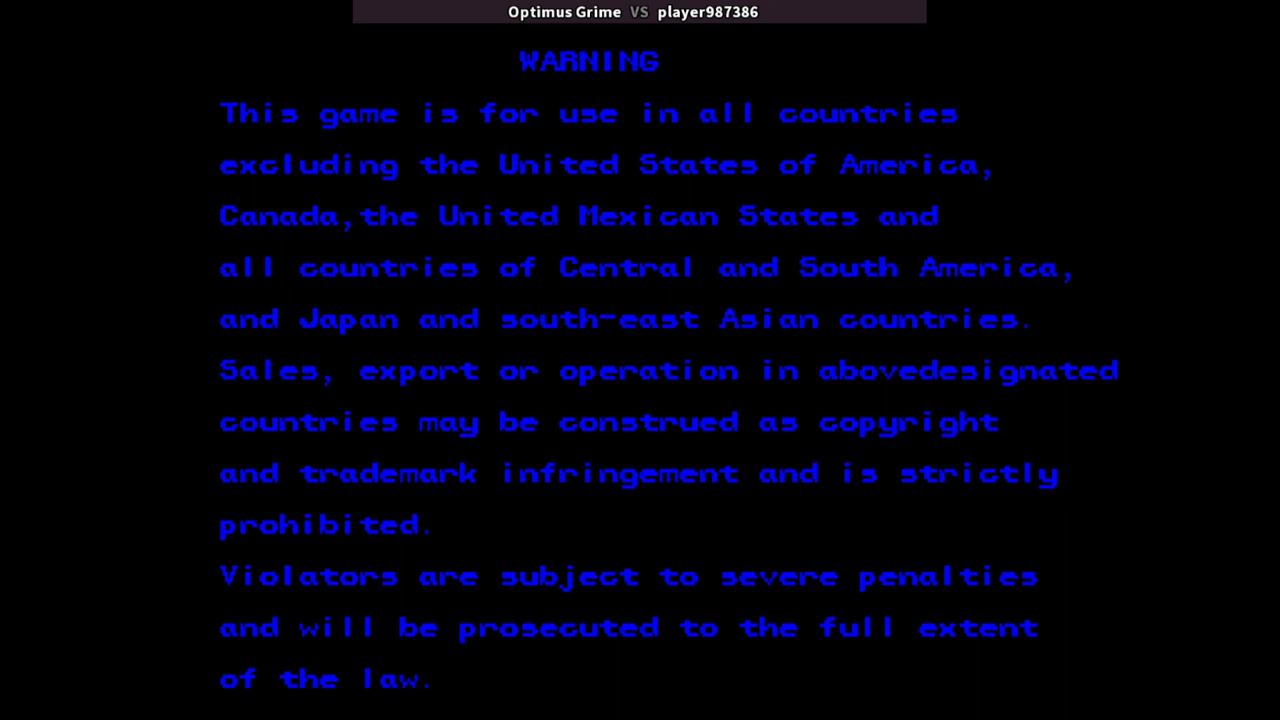 Optimus Grime VS player987386
WARNING
This game is for use in all countries
excluding the United States of America,
Canada,the United Mexican States and
all countries of Central and South America,
and Japan and south-east Asian countries.
Sales, export or operation in abovedesignated
countries may be construed as copyright
and trademark infringement and is strictly
prohibited.
Violators are subject to severe penalties
and will be prosecuted to the full extent
of the law.